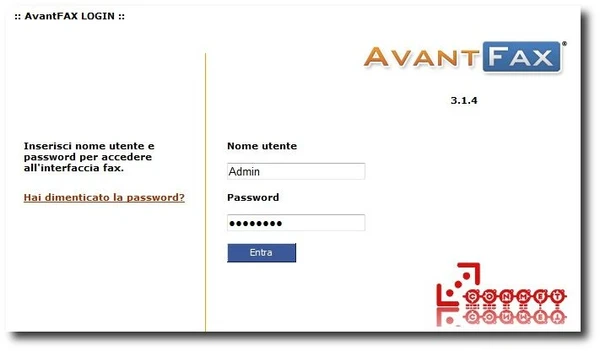 :: AvantFAX LOGIN ::
AVANTFAX®
3.1.4
Inserisci nome utente e
password per accedere
all'interfaccia fax.
Hai dimenticato la password?
Nome utente
Admin
Password
••••••••
Entra
CONMET